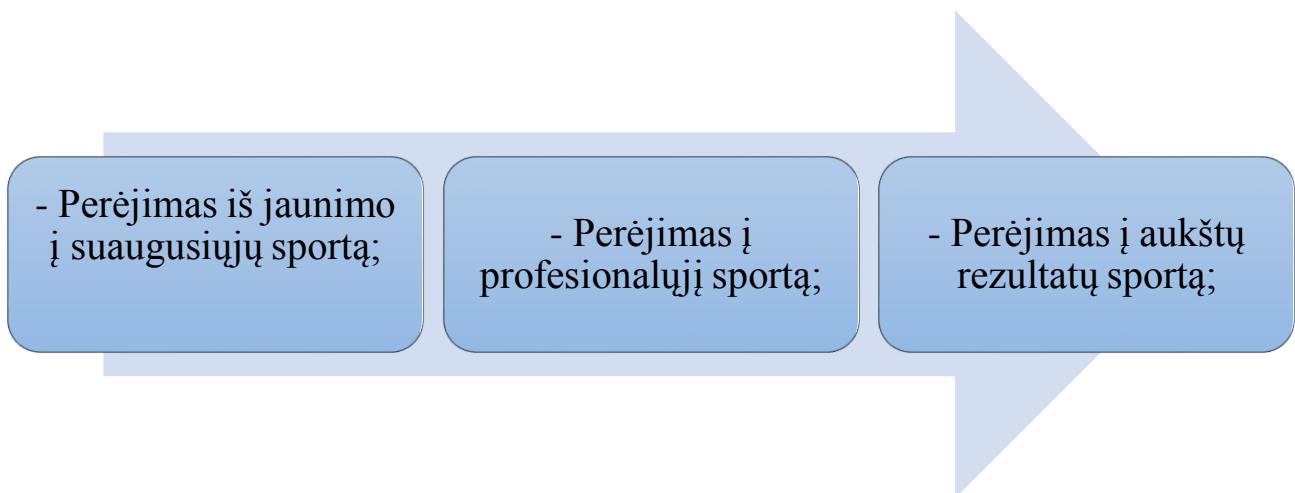 - Perėjimas iš jaunimo
į suaugusiųjų sportą;
- Perėjimas į
profesionalųjį sportą;
- Perėjimas į aukštų
rezultatų sportą;